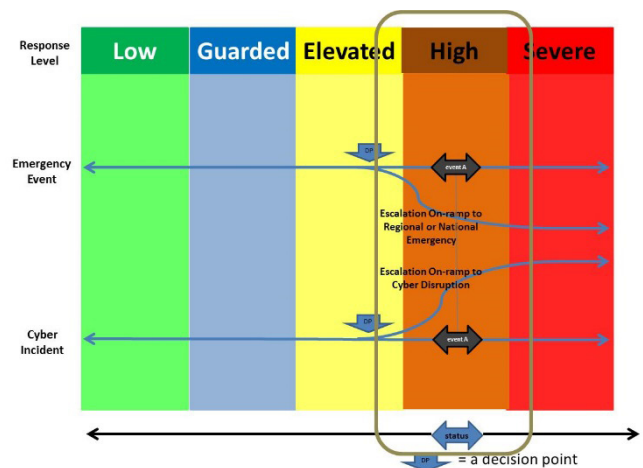 Response
Level
Low
Guarded
Elevated
High
Severe
Emergency
Event
DP
event A
Escalation On-ramp to
Regional or National
Emergency
Escalation On-ramp to
Cyber Disruption
Cyber
Incident
DP
event A
status
DP = a decision point